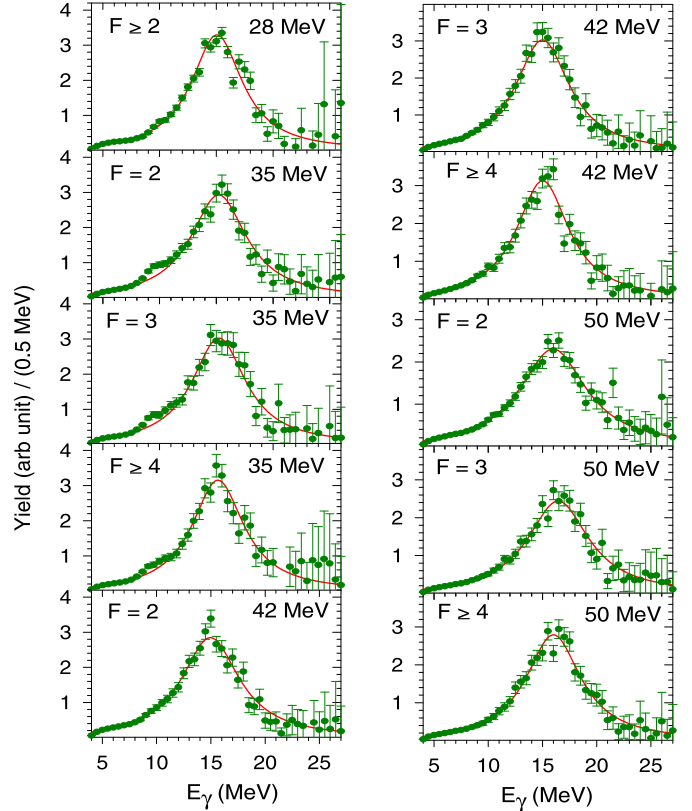 F ≥ 2 28 MeV
4
3
2
1
F = 2 35 MeV
4
3
2
1
F = 3 35 MeV
4
3
2
1
F ≥ 4 35 MeV
4
3
2
1
F = 2 42 MeV
4
3
2
1
5 10 15 20 25
Eγ (MeV)
Yield (arb unit) / (0.5 MeV)
F = 3 42 MeV
3
2
1
F ≥ 4 42 MeV
3
2
1
F = 2 50 MeV
3
2
1
F = 3 50 MeV
3
2
1
F ≥ 4 50 MeV
3
2
1
5 10 15 20 25
Eγ (MeV)